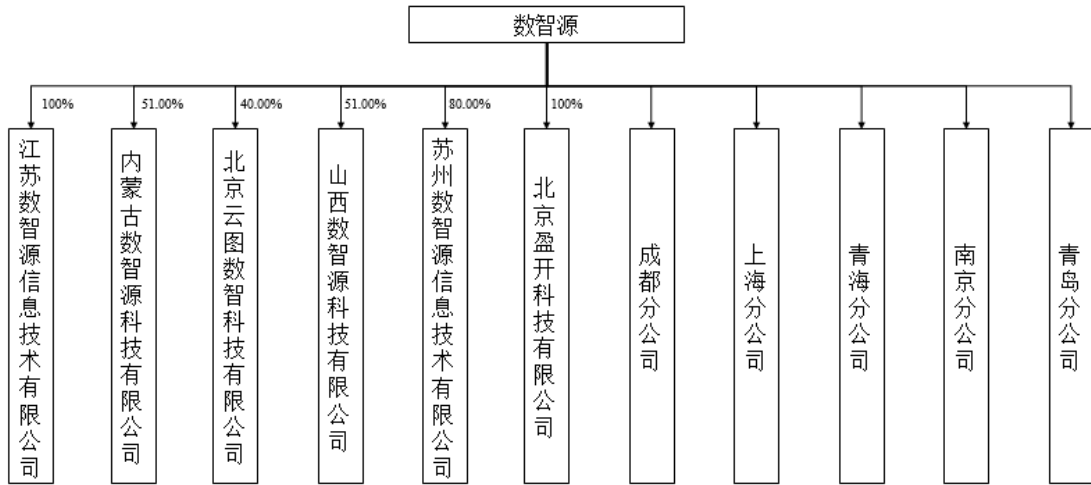 数智源
100%
51.00%
40.00%
51.00%
80.00%
100%
江苏数智源信息技术有限公司
内蒙古数智源科技有限公司
北京云图数智科技有限公司
山西数智源科技有限公司
苏州数智源信息技术有限公司
北京盈开科技有限公司
成都分公司
上海分公司
青海分公司
南京分公司
青岛分公司